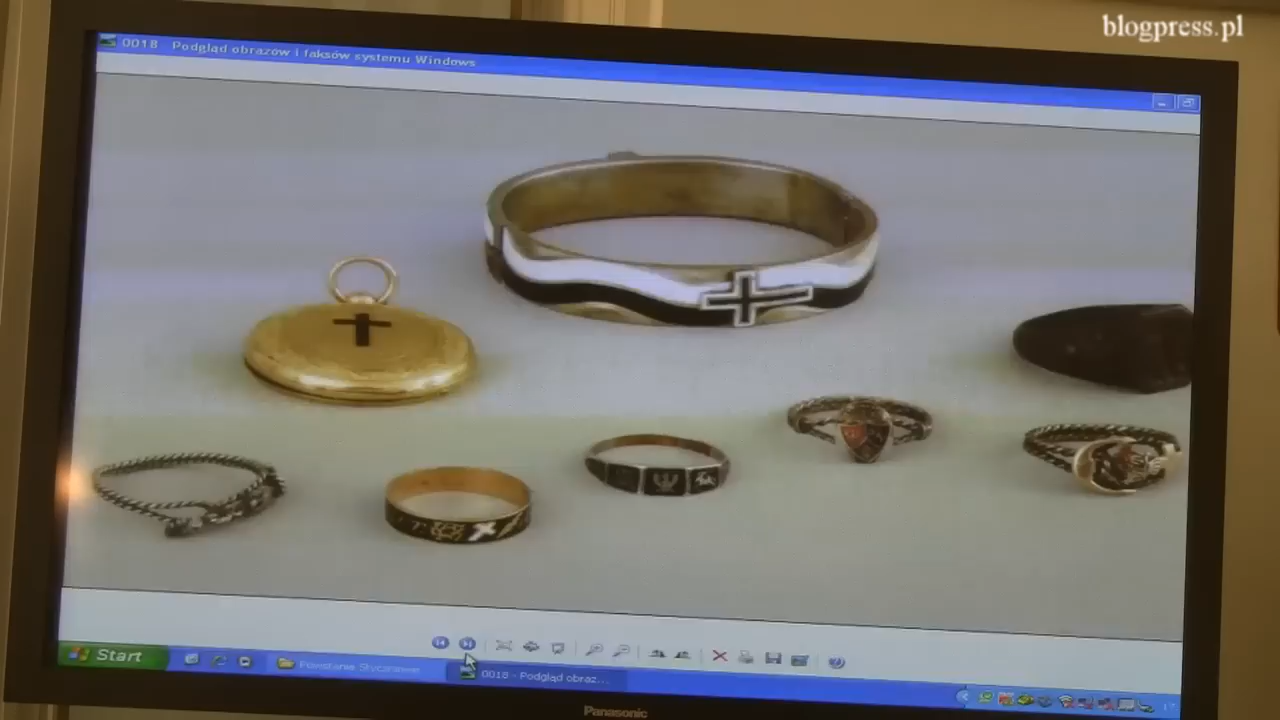 blogpress.pl
0018 Podgląd obrazów i faksów systemu Windows
Start
Powstanie Styczniowe
0018 - Podgląd obraz...
Panasonic